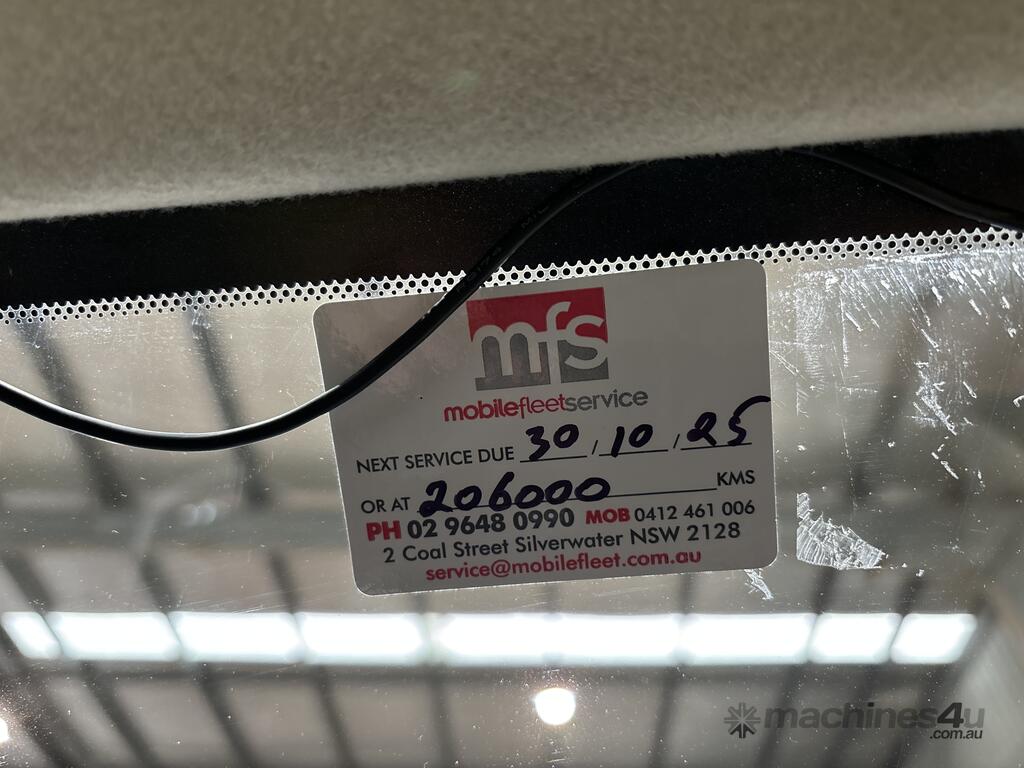 mfs
mobilefleetservice
NEXT SERVICE DUE 30/10/25
OR AT 206000 KMS
PH 02 9648 0990 MOB 0412 461 006
2 Coal Street Silverwater NSW 2128
service@mobilefleet.com.au
machines4u
.com.au